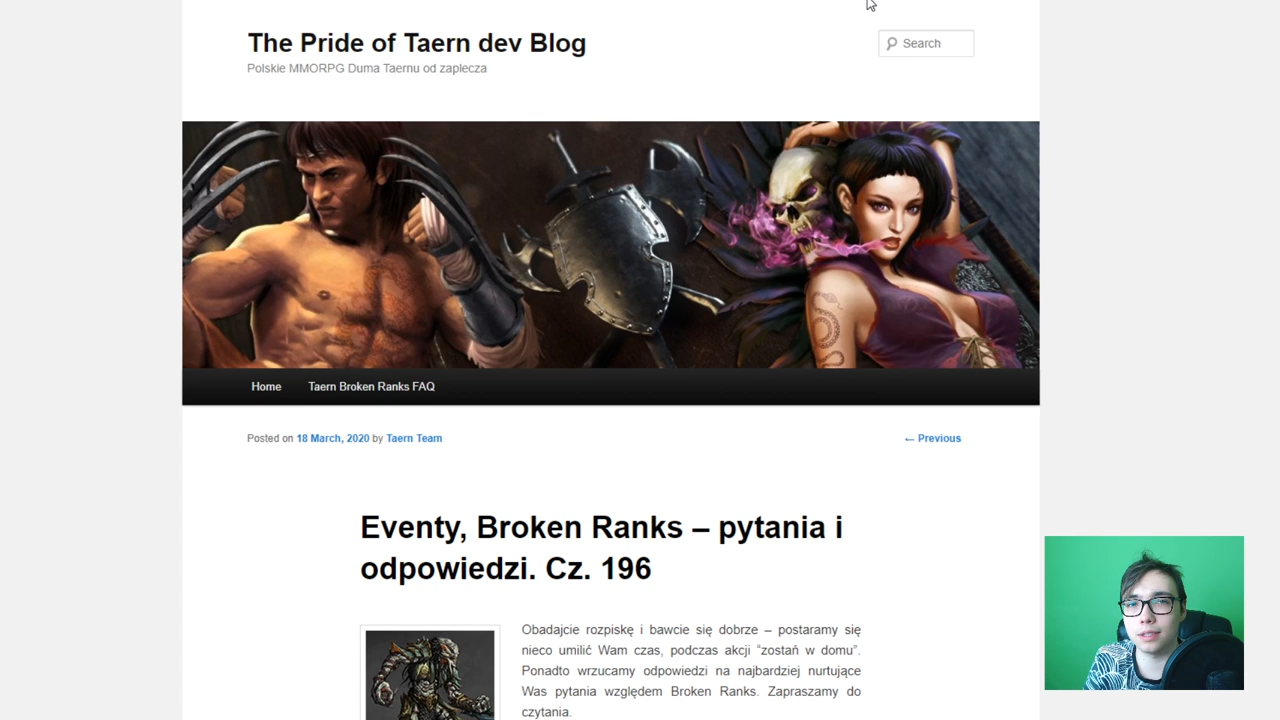 The Pride of Taern dev Blog
Polskie MMORPG Duma Taernu od zaplecza
Search
Home
Taern Broken Ranks FAQ
Posted on 18 March, 2020 by Taern Team
← Previous
Eventy, Broken Ranks – pytania i
odpowiedzi. Cz. 196
Obadajcie rozpiskę i bawcie się dobrze – postaramy się
nieco umilić Wam czas, podczas akcji “zostań w domu”.
Ponadto wrzucamy odpowiedzi na najbardziej nurtujące
Was pytania względem Broken Ranks. Zapraszamy do
czytania.